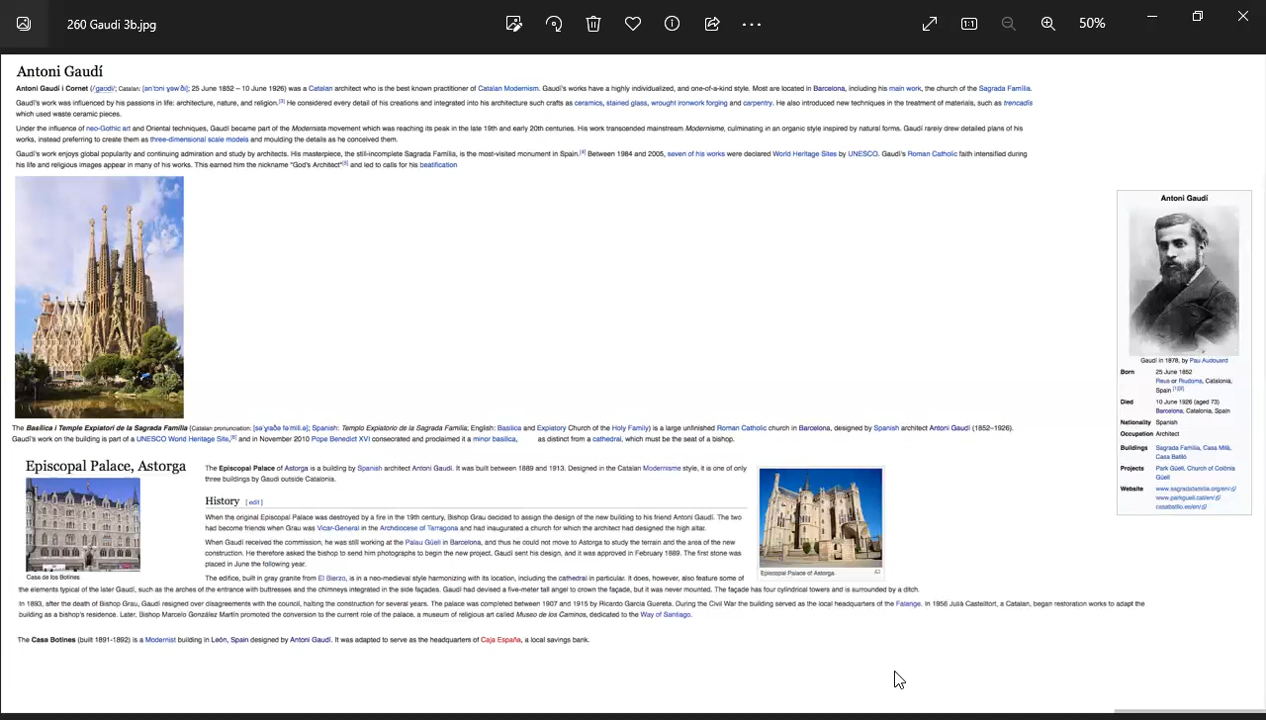 260 Gaudi 3b.jpg
50%
Antoni Gaudí
Antoni Gaudí i Cornet (/ɡaʊdi/; Catalan: [ənˈtɔni ɣəwˈði]; 25 June 1852 – 10 June 1926) was a Catalan architect who is the best known practitioner of Catalan Modernism. Gaudí's works have a highly individualized, and one-of-a-kind style. Most are located in Barcelona, including his main work, the church of the Sagrada Família.
Gaudí's work was influenced by his passions in life: architecture, nature, and religion.[3] He considered every detail of his creations and integrated into his architecture such crafts as ceramics, stained glass, wrought ironwork forging and carpentry. He also introduced new techniques in the treatment of materials, such as trencadís
which used waste ceramic pieces.
Under the influence of neo-Gothic art and Oriental techniques, Gaudí became part of the Modernista movement which was reaching its peak in the late 19th and early 20th centuries. His work transcended mainstream Modernisme, culminating in an organic style inspired by natural forms. Gaudí rarely drew detailed plans of his
works, instead preferring to create them as three-dimensional scale models and moulding the details as he conceived them.
Gaudí's work enjoys global popularity and continuing admiration and study by architects. His masterpiece, the still-incomplete Sagrada Família, is the most-visited monument in Spain.[4] Between 1984 and 2005, seven of his works were declared World Heritage Sites by UNESCO. Gaudí's Roman Catholic faith intensified during
his life and religious images appear in many of his works. This earned him the nickname "God's Architect"[5] and led to calls for his beatification
Antoni Gaudí
Gaudí in 1878, by Pau Audouard
Born 25 June 1852
Reus or Riudoms, Catalonia,
Spain [1][2]
Died 10 June 1926 (aged 73)
Barcelona, Catalonia, Spain
Nationality Spanish
Occupation Architect
Buildings Sagrada Família, Casa Milà,
Casa Batlló
Projects Park Güell, Church of Colònia
Güell
Website www.sagradafamilia.org/en/
www.parkguell.cat/en/
casabatllo.es/en/
The Basílica i Temple Expiatori de la Sagrada Família (Catalan pronunciation: [səˈɣɾaðə fəˈmili.ə]; Spanish: Templo Expiatorio de la Sagrada Familia; English: Basilica and Expiatory Church of the Holy Family) is a large unfinished Roman Catholic church in Barcelona, designed by Spanish architect Antoni Gaudí (1852–1926).
Gaudí's work on the building is part of a UNESCO World Heritage Site,[5] and in November 2010 Pope Benedict XVI consecrated and proclaimed it a minor basilica, as distinct from a cathedral, which must be the seat of a bishop.
Episcopal Palace, Astorga
The Episcopal Palace of Astorga is a building by Spanish architect Antoni Gaudí. It was built between 1889 and 1913. Designed in the Catalan Modernisme style, it is one of only
three buildings by Gaudí outside Catalonia.
History [ edit ]
When the original Episcopal Palace was destroyed by a fire in the 19th century, Bishop Grau decided to assign the design of the new building to his friend Antoni Gaudí. The two
had become friends when Grau was Vicar-General in the Archdiocese of Tarragona and had inaugurated a church for which the architect had designed the high altar.
When Gaudí received the commission, he was still working at the Palau Güell in Barcelona, and thus he could not move to Astorga to study the terrain and the area of the new
construction. He therefore asked the bishop to send him photographs to begin the new project. Gaudí sent his design, and it was approved in February 1889. The first stone was
placed in June the following year.
The edifice, built in gray granite from El Bierzo, is in a neo-medieval style harmonizing with its location, including the cathedral in particular. It does, however, also feature some of
Episcopal Palace of Astorga.
Casa de los Botines
the elements typical of the later Gaudí, such as the arches of the entrance with buttresses and the chimneys integrated in the side façades. Gaudí had devised a five-meter tall angel to crown the façade, but it was never mounted. The façade has four cylindrical towers and is surrounded by a ditch.
In 1893, after the death of Bishop Grau, Gaudí resigned over disagreements with the council, halting the construction for several years. The palace was completed between 1907 and 1915 by Ricardo García Guereta. During the Civil War the building served as the local headquarters of the Falange. In 1956 Julià Castelltort, a Catalan, began restoration works to adapt the
building as a bishop's residence. Later, Bishop Marcelo González Martín promoted the conversion to the current role of the palace, a museum of religious art called Museo de los Caminos, dedicated to the Way of Santiago.
The Casa Botines (built 1891-1892) is a Modernist building in León, Spain designed by Antoni Gaudí. It was adapted to serve as the headquarters of Caja España, a local savings bank.